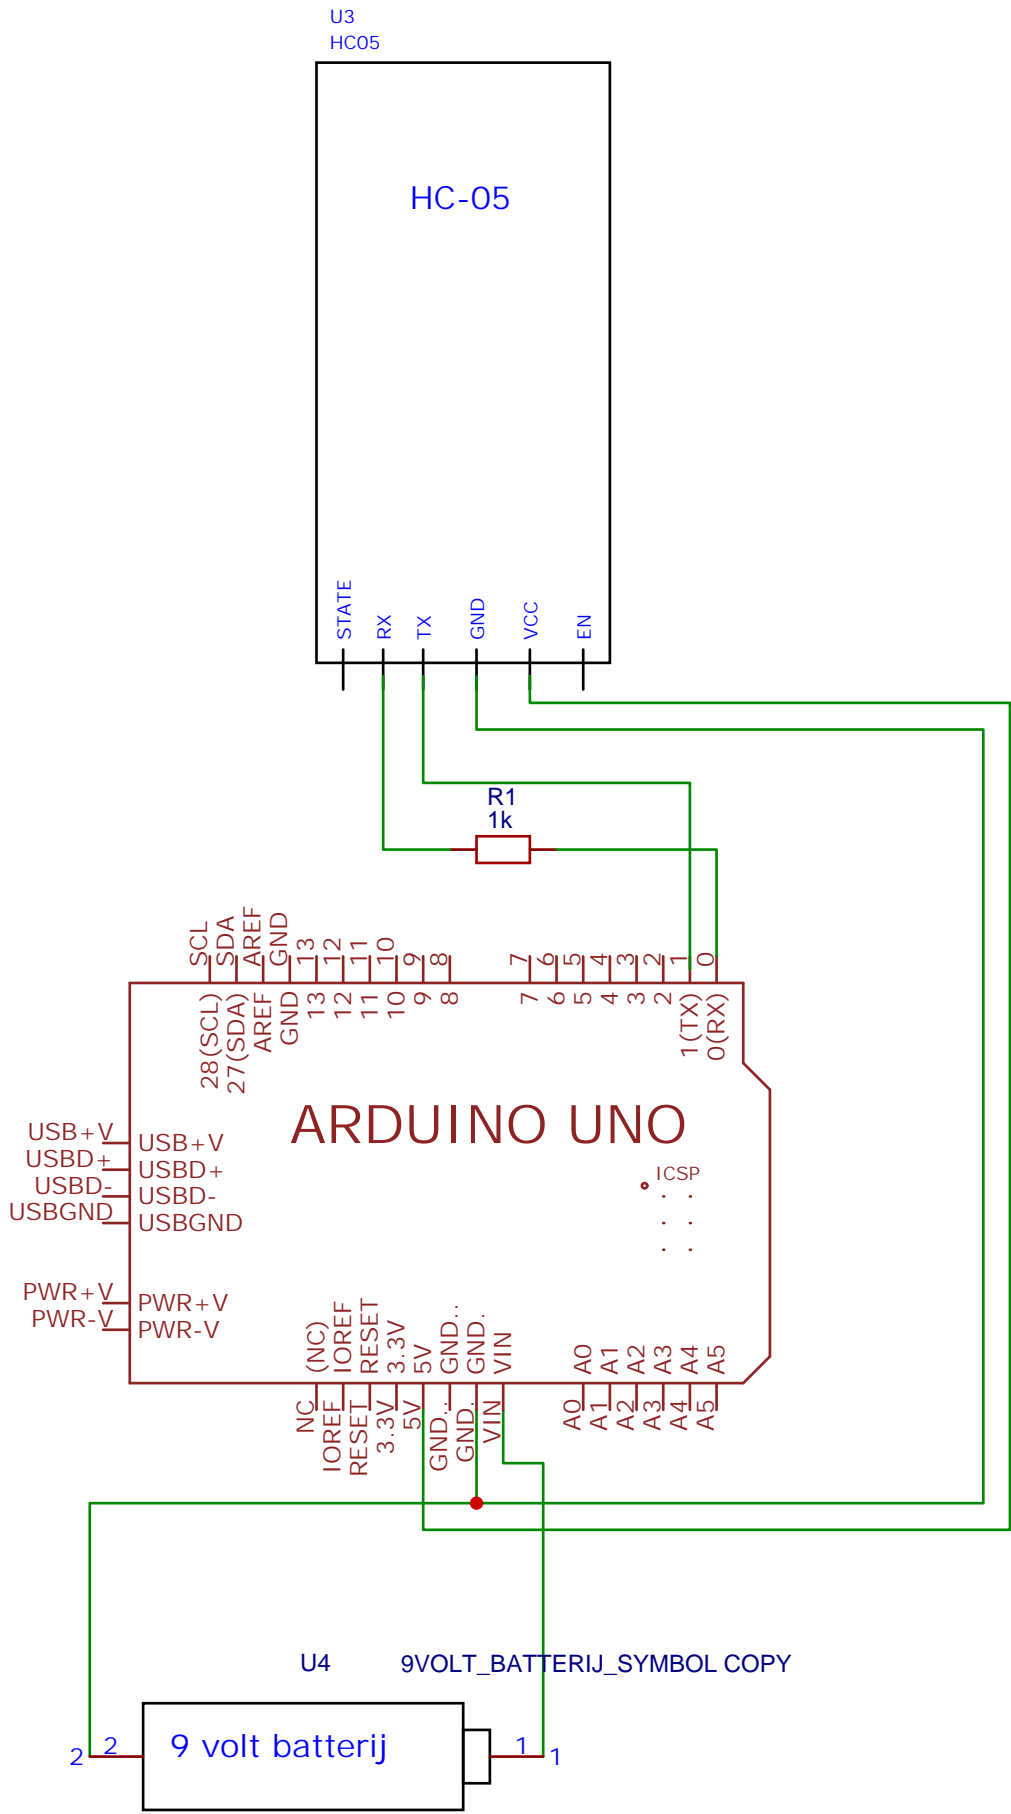 U3
HC05
HC-05
STATE
RX
TX
GND
VCC
EN
R1
1k
SCL
SDA
AREF
GND
13
12
11
10
9
8
7
6
5
4
3
2
1
0
28(SCL)
27(SDA)
AREF
GND
13
12
11
10
9
8
7
6
5
4
3
2
1(TX)
0(RX)
ARDUINO UNO
ICSP
USB+V
USB+V
USBD+
USBD+
USBD-
USBD-
USBGND
USBGND
PWR+V
PWR+V
PWR-V
PWR-V
(NC)
IOREF
RESET
3.3V
5V
GND..
GND.
VIN
A0
A1
A2
A3
A4
A5
NC
IOREF
RESET
3.3V
5V
GND..
GND.
VIN
A0
A1
A2
A3
A4
A5
U4
9VOLT_BATTERIJ_SYMBOL COPY
9 volt batterij
2
2
1
1